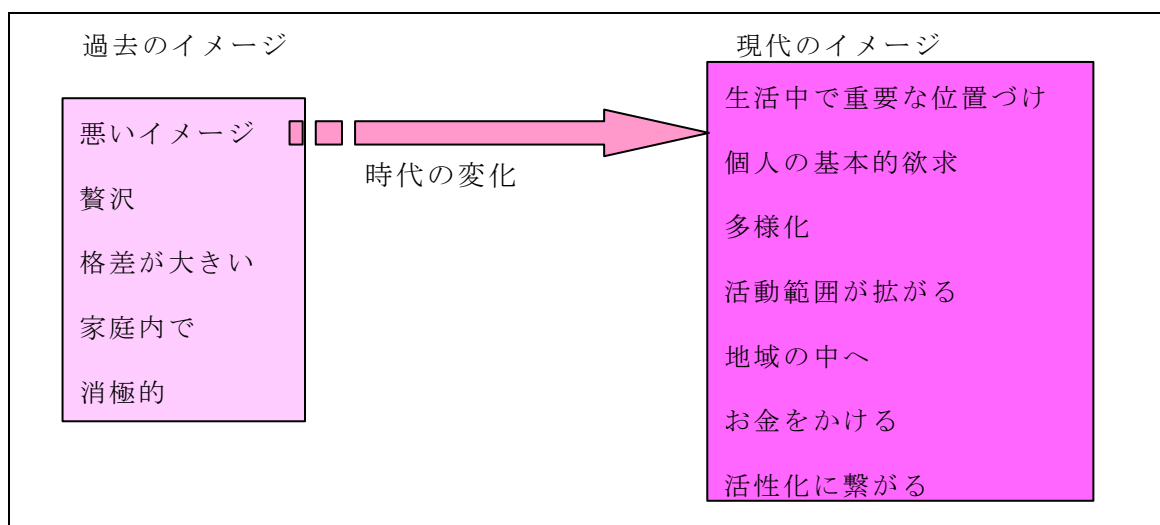 過去のイメージ
悪いイメージ
贅沢
格差が大きい
家庭内で
消極的
時代の変化
現代のイメージ
生活中で重要な位置づけ
個人の基本的欲求
多様化
活動範囲が拡がる
地域の中へ
お金をかける
活性化に繋がる